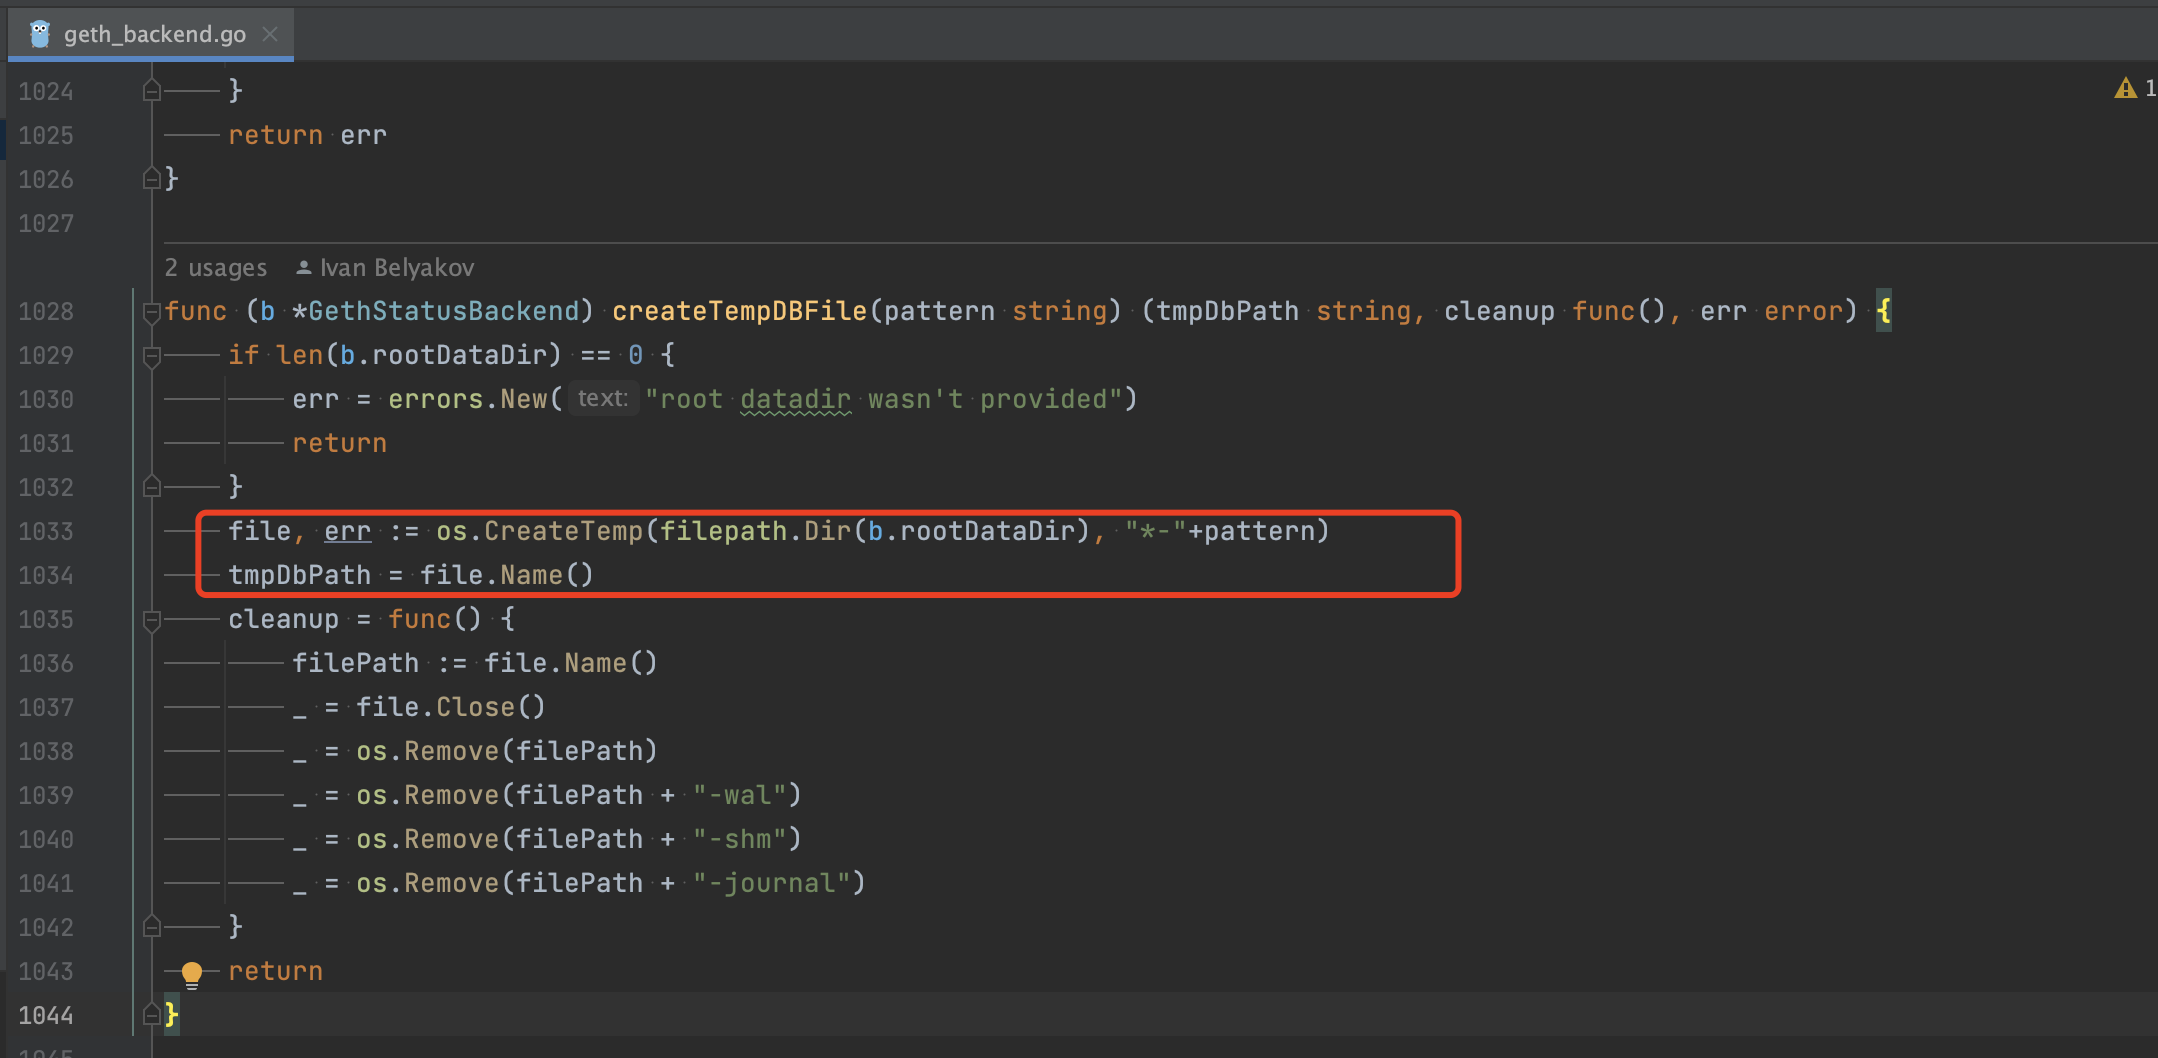 geth_backend.go
1
1024 }
1025 return err
1026 }
1027
2 usages Ivan Belyakov
1028 func (b *GethStatusBackend) createTempDBFile(pattern string) (tmpDbPath string, cleanup func(), err error) {
1029 if len(b.rootDataDir) == 0 {
1030 err = errors.New( text: "root datadir wasn't provided")
1031 return
1032 }
1033 file, err := os.CreateTemp(filepath.Dir(b.rootDataDir), "*-"+pattern)
1034 tmpDbPath = file.Name()
1035 cleanup = func() {
1036 filePath := file.Name()
1037 _ = file.Close()
1038 _ = os.Remove(filePath)
1039 _ = os.Remove(filePath + "-wal")
1040 _ = os.Remove(filePath + "-shm")
1041 _ = os.Remove(filePath + "-journal")
1042 }
1043 return
1044 }